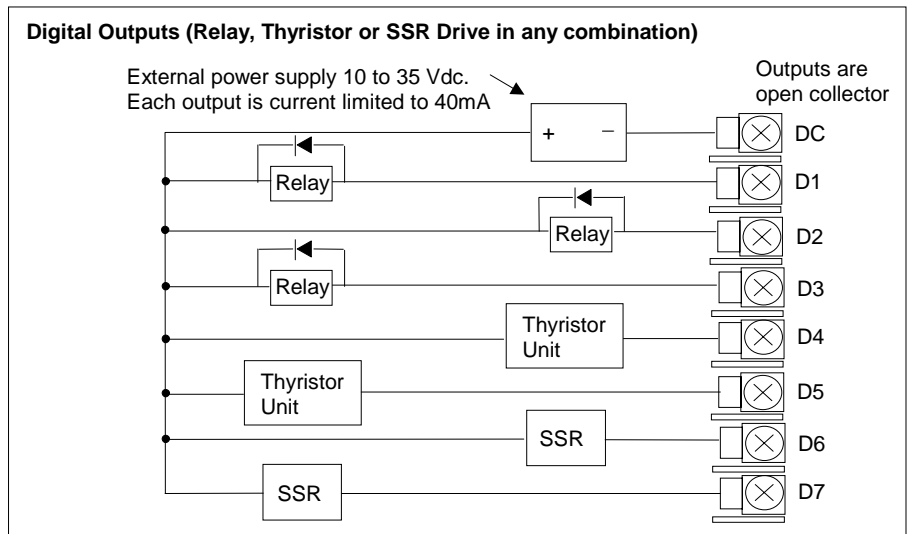 Digital Outputs (Relay, Thyristor or SSR Drive in any combination)
External power supply 10 to 35 Vdc.
Each output is current limited to 40mA
Outputs are
open collector
+ −
DC
Relay
D1
Relay
D2
Relay
D3
Thyristor
Unit
D4
Thyristor
Unit
D5
SSR
D6
SSR
D7